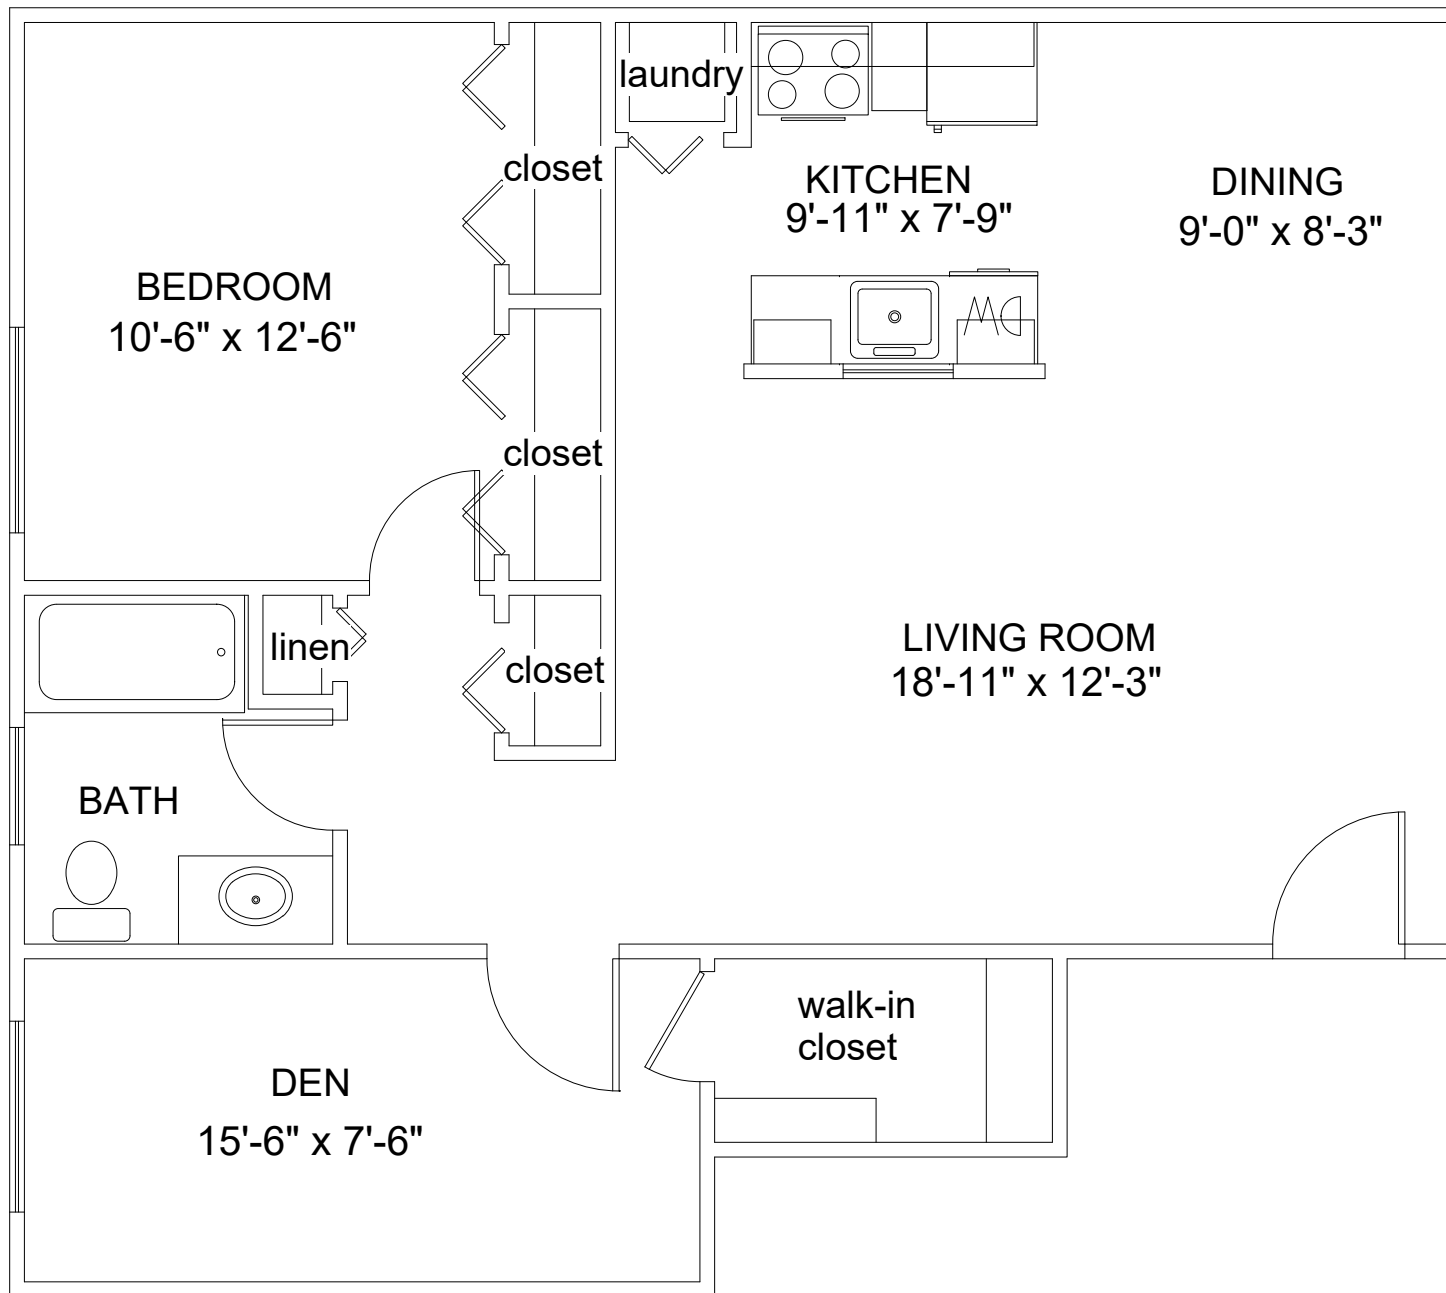 laundry
closet
KITCHEN
9'-11" x 7'-9"
DINING
9'-0" x 8'-3"
BEDROOM
10'-6" x 12'-6"
closet
linen
closet
LIVING ROOM
18'-11" x 12'-3"
BATH
walk-in
closet
DEN
15'-6" x 7'-6"